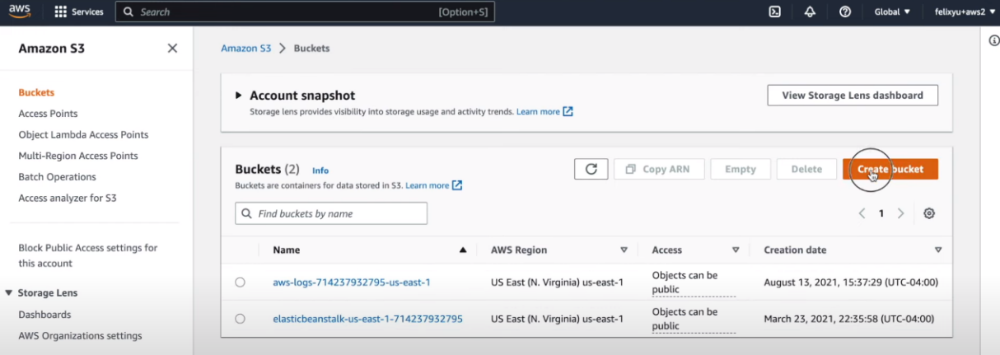 aws
Services
Search
[Option+S]
Global
felixyu+aws2
Amazon S3
Buckets
Access Points
Object Lambda Access Points
Multi-Region Access Points
Batch Operations
Access analyzer for S3
Block Public Access settings for
this account
Storage Lens
Dashboards
AWS Organizations settings
Amazon S3 > Buckets
Account snapshot
Storage lens provides visibility into storage usage and activity trends. Learn more
View Storage Lens dashboard
Buckets (2) Info
Buckets are containers for data stored in S3. Learn more
Copy ARN
Empty
Delete
Create bucket
Find buckets by name
1
Name AWS Region Access Creation date
aws-logs-714237932795-us-east-1
US East (N. Virginia) us-east-1
Objects can be
public
August 13, 2021, 15:37:29 (UTC-04:00)
elasticbeanstalk-us-east-1-714237932795
US East (N. Virginia) us-east-1
Objects can be
public
March 23, 2021, 22:35:58 (UTC-04:00)